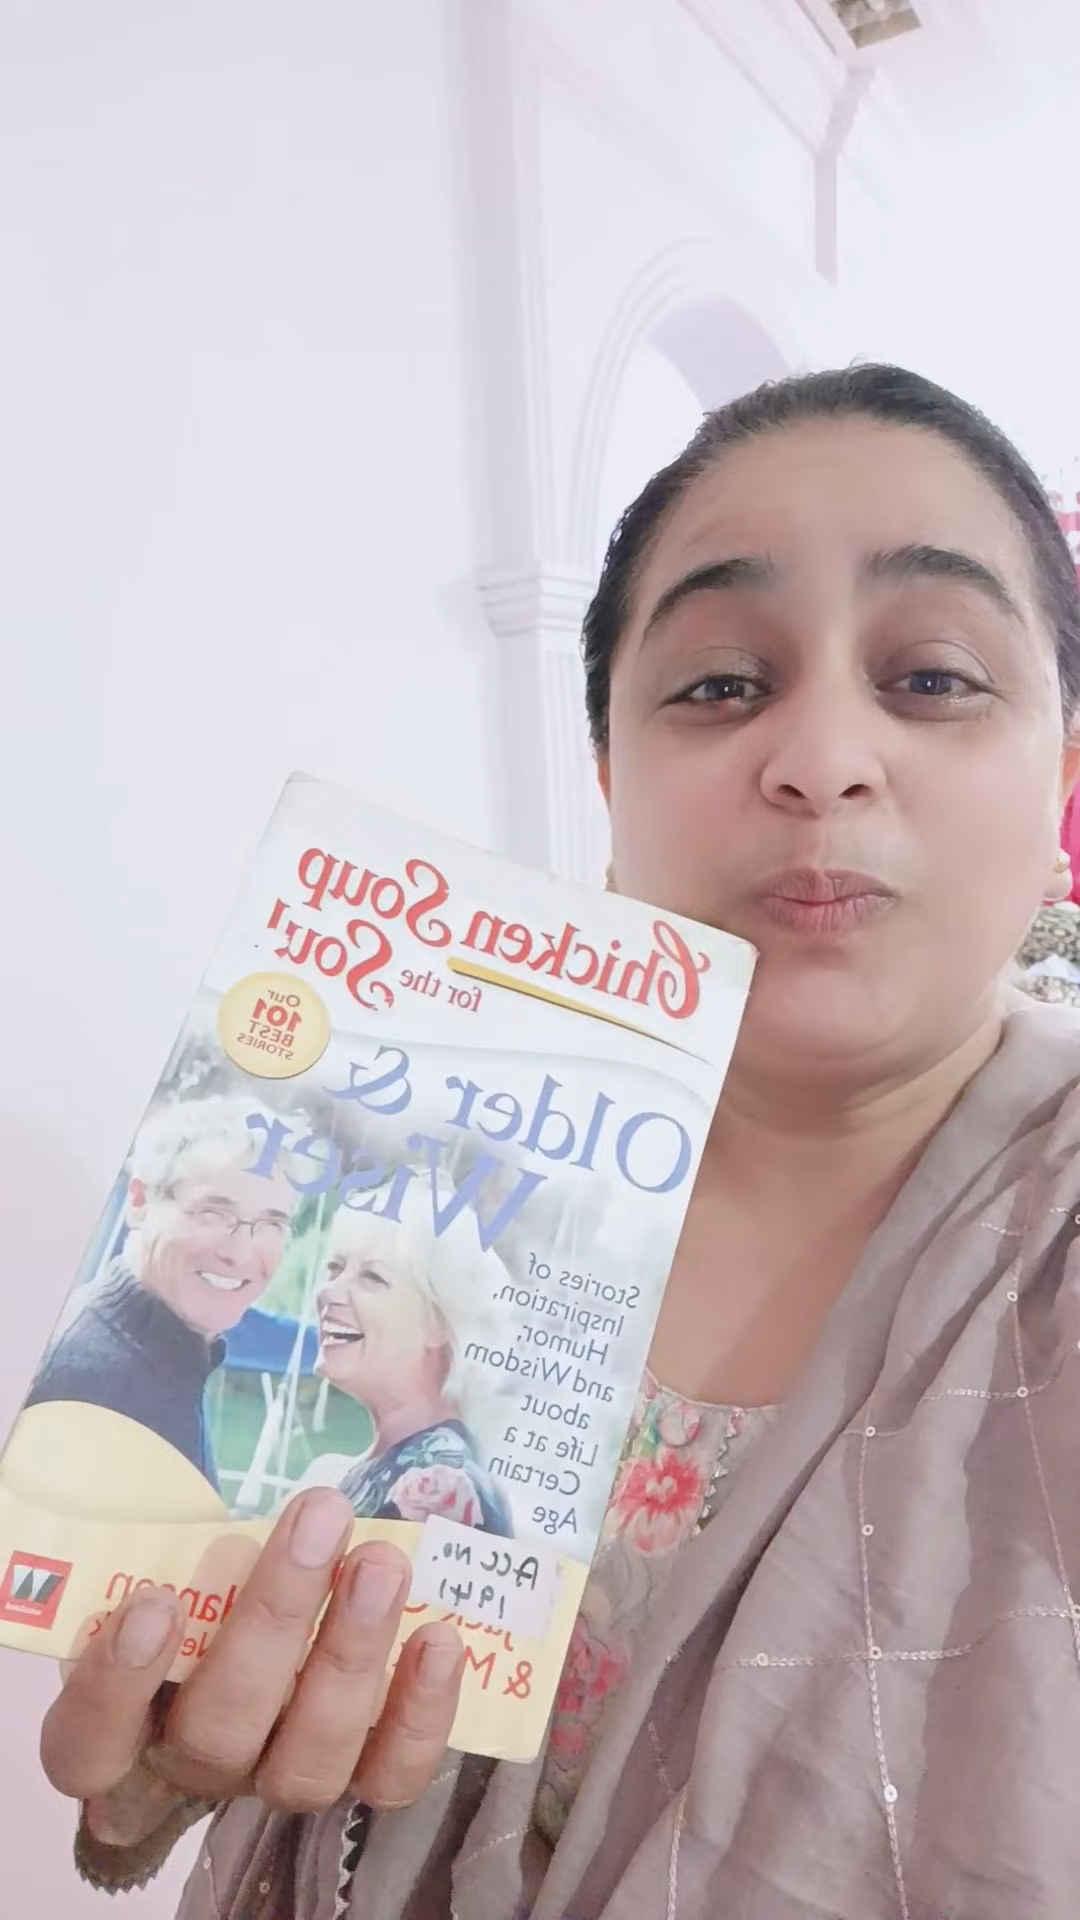 Chicken Soup
for the Soul
Our
101
BEST
STORIES
Older &
Wiser
Stories of
Inspiration,
Humor,
and Wisdom
about
Life at a
Certain
Age
Acc No.
1941
& M